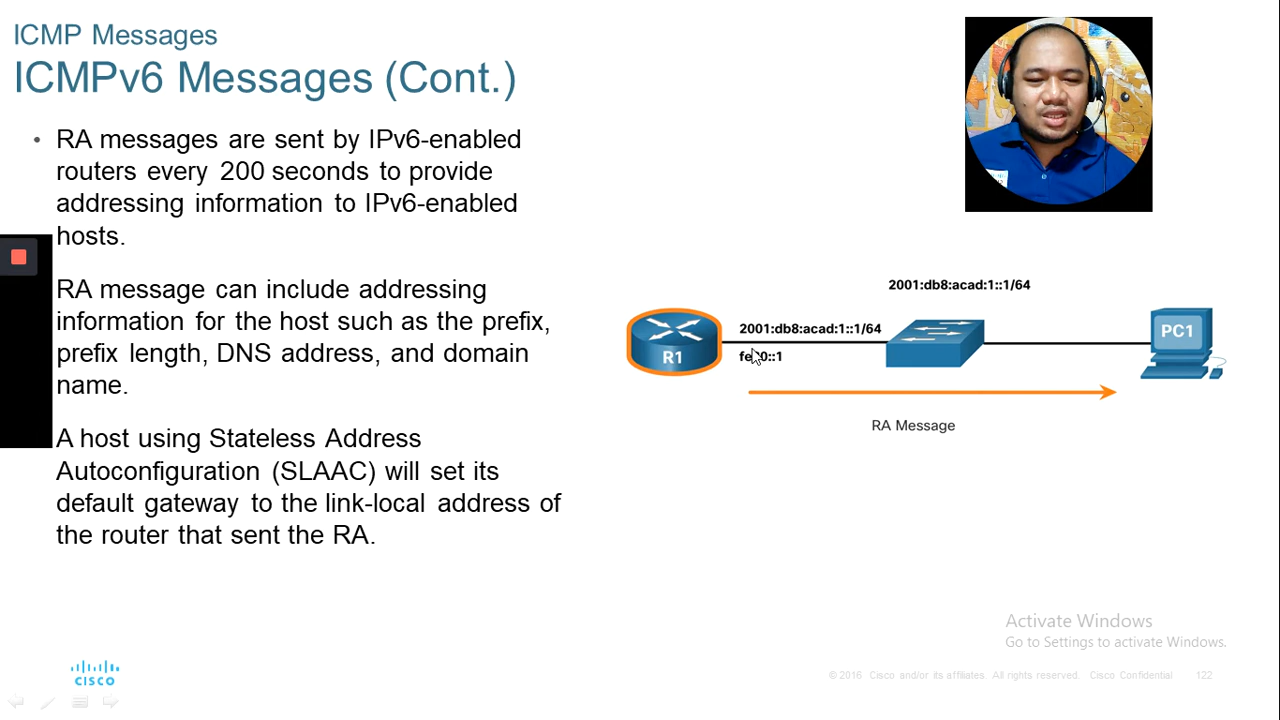 ICMP Messages
ICMPv6 Messages (Cont.)
• RA messages are sent by IPv6-enabled
routers every 200 seconds to provide
addressing information to IPv6-enabled
hosts.
RA message can include addressing
information for the host such as the prefix,
prefix length, DNS address, and domain
name.
A host using Stateless Address
Autoconfiguration (SLAAC) will set its
default gateway to the link-local address of
the router that sent the RA.
2001:db8:acad:1::1/64
2001:db8:acad:1::1/64
R1
PC1
RA Message
Activate Windows
Go to Settings to activate Windows.
CISCO
© 2016 Cisco and/or its affiliates. All rights reserved. Cisco Confidential 122